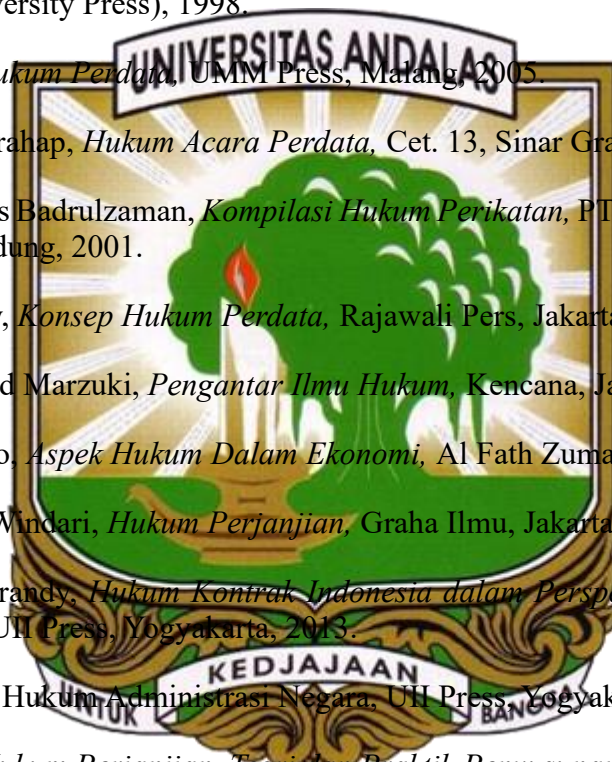 versity Press), 1998.
UNIVERSITAS ANDALAS
ukum Perdata, UMM Press, Malang, 2005.
rahap, Hukum Acara Perdata, Cet. 13, Sinar Gra
s Badrulzaman, Kompilasi Hukum Perikatan, PT
dung, 2001.
, Konsep Hukum Perdata, Rajawali Pers, Jakarta
d Marzuki, Pengantar Ilmu Hukum, Kencana, Ja
o, Aspek Hukum Dalam Ekonomi, Al Fath Zuma
Windari, Hukum Perjanjian, Graha Ilmu, Jakarta
randy, Hukum Kontrak Indonesia dalam Perspe
UII Press, Yogyakarta, 2013.
KEDJAJAAN
UNTUK BANGSA
Hukum Administrasi Negara, UII Press, Yogyak